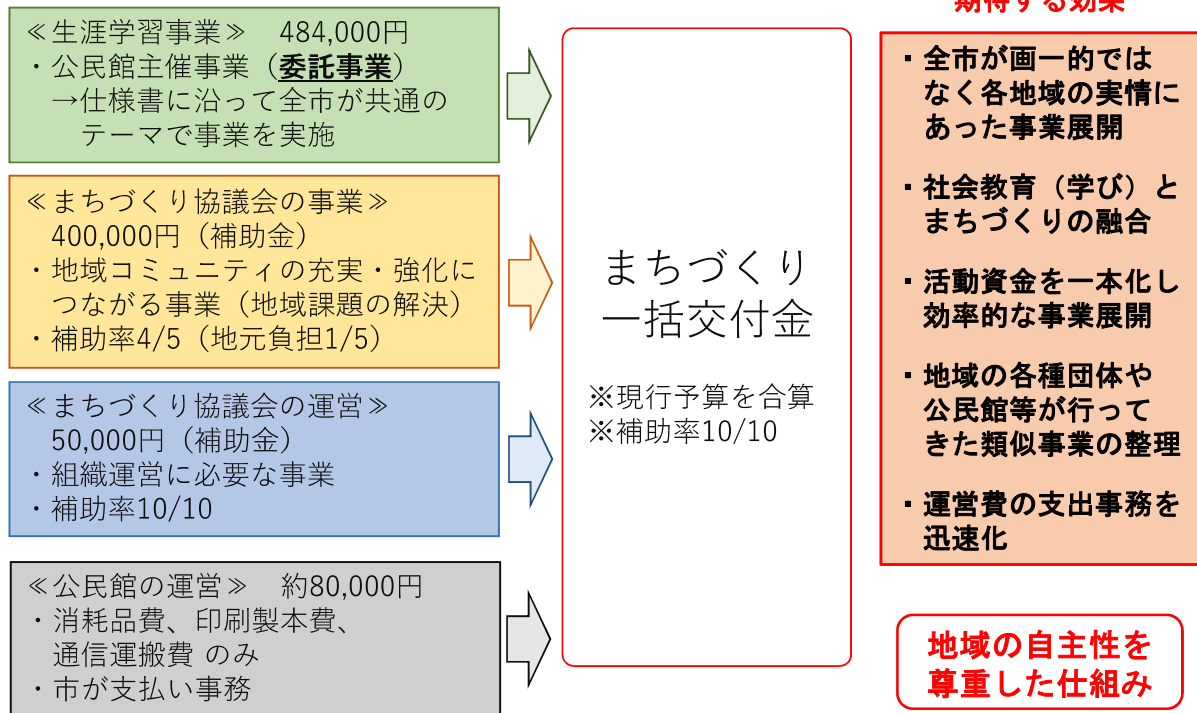 ≪生涯学習事業≫　484,000円
・公民館主催事業（委託事業）
→仕様書に沿って全市が共通の
テーマで事業を実施
≪まちづくり協議会の事業≫
400,000円（補助金）
・地域コミュニティの充実・強化に
つながる事業（地域課題の解決）
・補助率4/5（地元負担1/5）
≪まちづくり協議会の運営≫
50,000円（補助金）
・組織運営に必要な事業
・補助率10/10
≪公民館の運営≫　約80,000円
・消耗品費、印刷製本費、
通信運搬費 のみ
・市が支払い事務
まちづくり
一括交付金
※現行予算を合算
※補助率10/10
期待する効果
・全市が画一的では
なく各地域の実情に
あった事業展開
・社会教育（学び）と
まちづくりの融合
・活動資金を一本化し
効率的な事業展開
・地域の各種団体や
公民館等が行って
きた類似事業の整理
・運営費の支出事務を
迅速化
地域の自主性を
尊重した仕組み